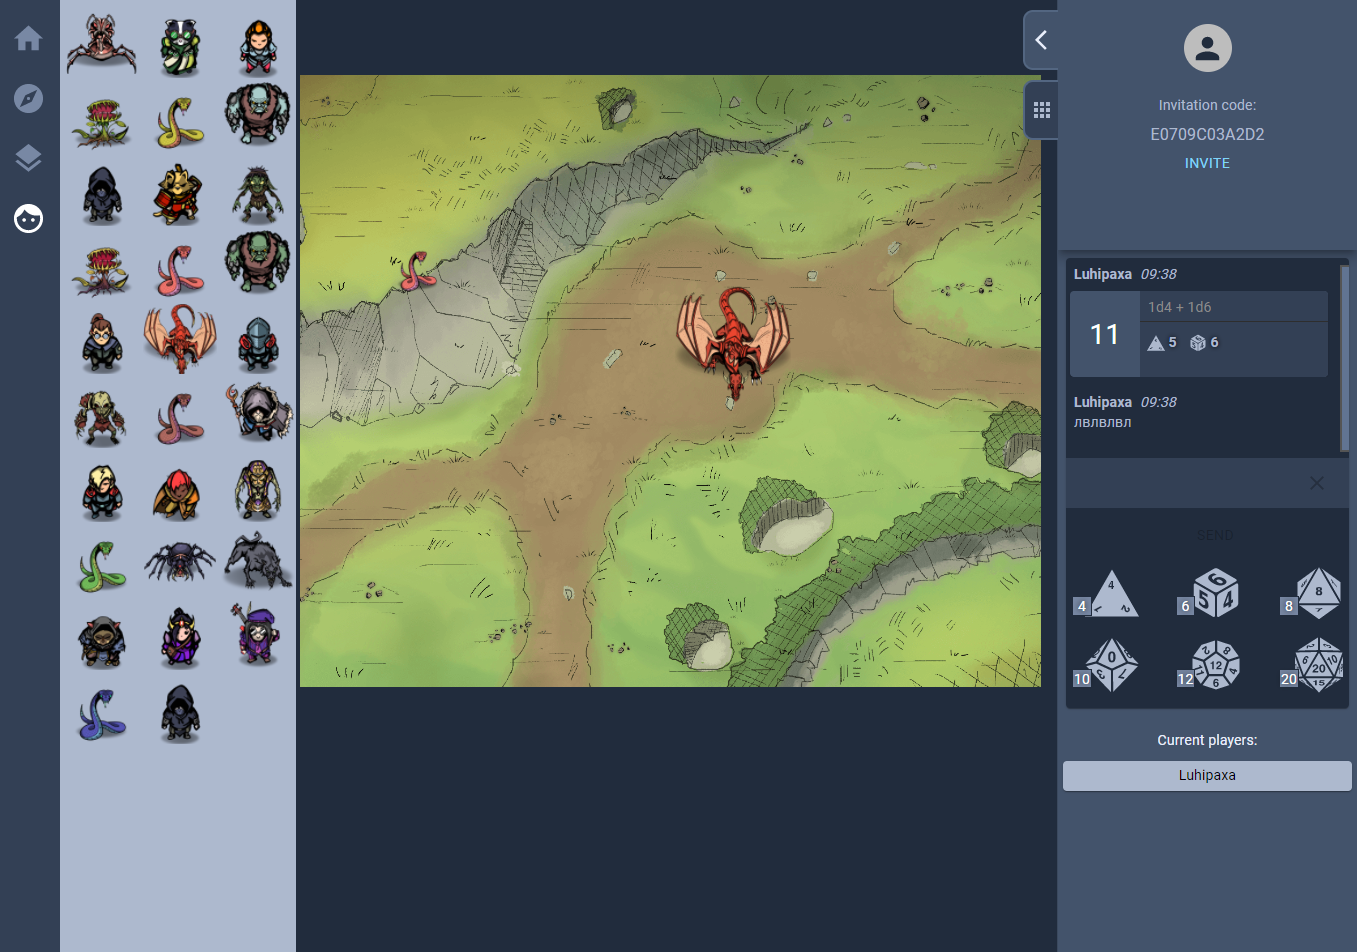 Invitation code:
E0709C03A2D2
INVITE
Luhipaxa 09:38
1d4 + 1d6
11
5 6
Luhipaxa 09:38
лвлвлвл
SEND
4 6 8
10 12 20
Current players:
Luhipaxa